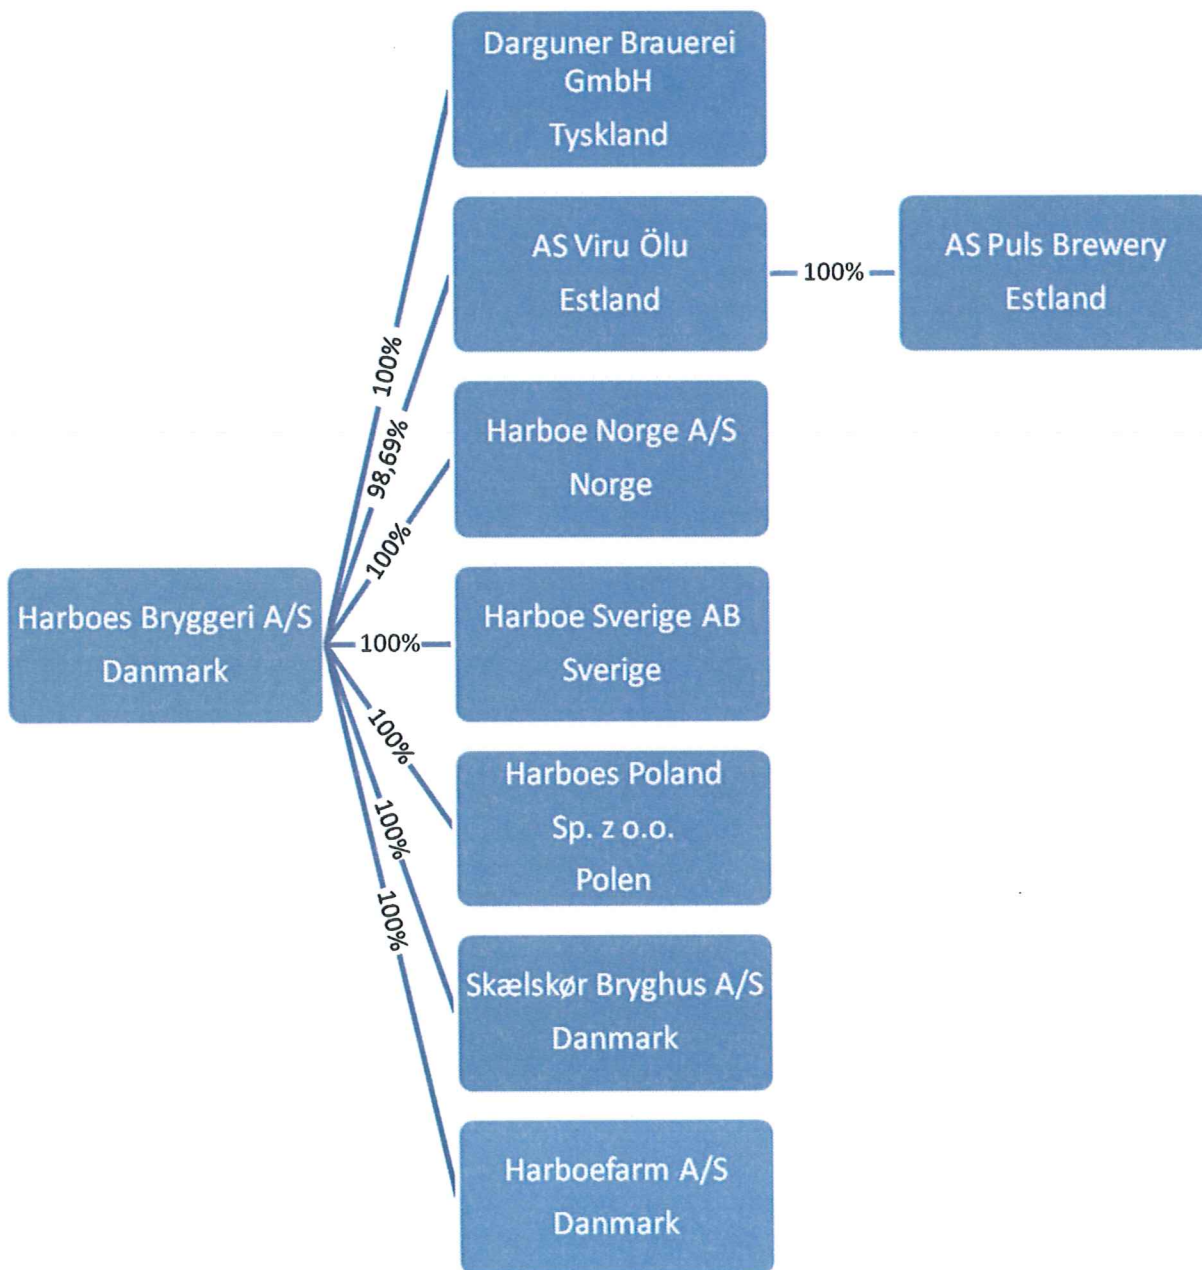 Darguner Brauerei
GmbH
Tyskland
AS Viru Ölu
Estland
100%
AS Puls Brewery
Estland
100%
98,69%
Harboe Norge A/S
Norge
100%
Harboes Bryggeri A/S
Danmark
100%
Harboe Sverige AB
Sverige
100%
Harboes Poland
Sp. z o.o.
Polen
100%
100%
Skælskør Bryghus A/S
Danmark
Harboefarm A/S
Danmark